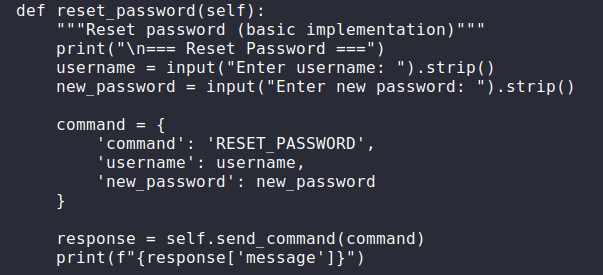 def reset_password(self):
    """Reset password (basic implementation)"""
    print("\n=== Reset Password ===")
    username = input("Enter username: ").strip()
    new_password = input("Enter new password: ").strip()

    command = {
        'command': 'RESET_PASSWORD',
        'username': username,
        'new_password': new_password
    }

    response = self.send_command(command)
    print(f"{response['message']}")